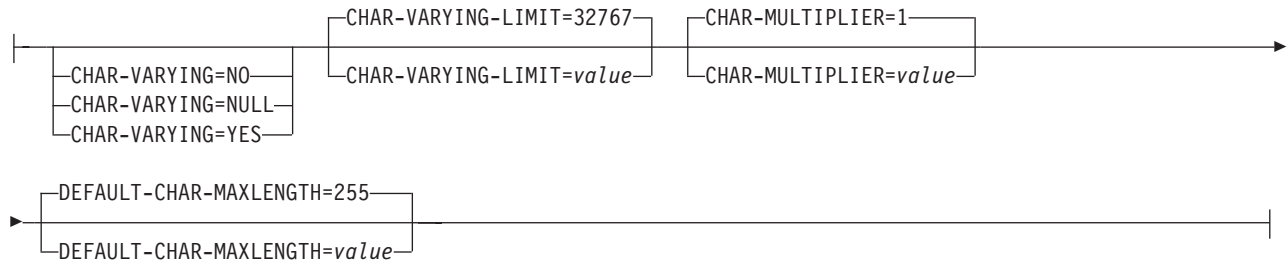 CHAR-VARYING-LIMIT=32767 CHAR-MULTIPLIER=1
CHAR-VARYING=NO CHAR-VARYING-LIMIT=value CHAR-MULTIPLIER=value
CHAR-VARYING=NULL
CHAR-VARYING=YES
DEFAULT-CHAR-MAXLENGTH=255
DEFAULT-CHAR-MAXLENGTH=value